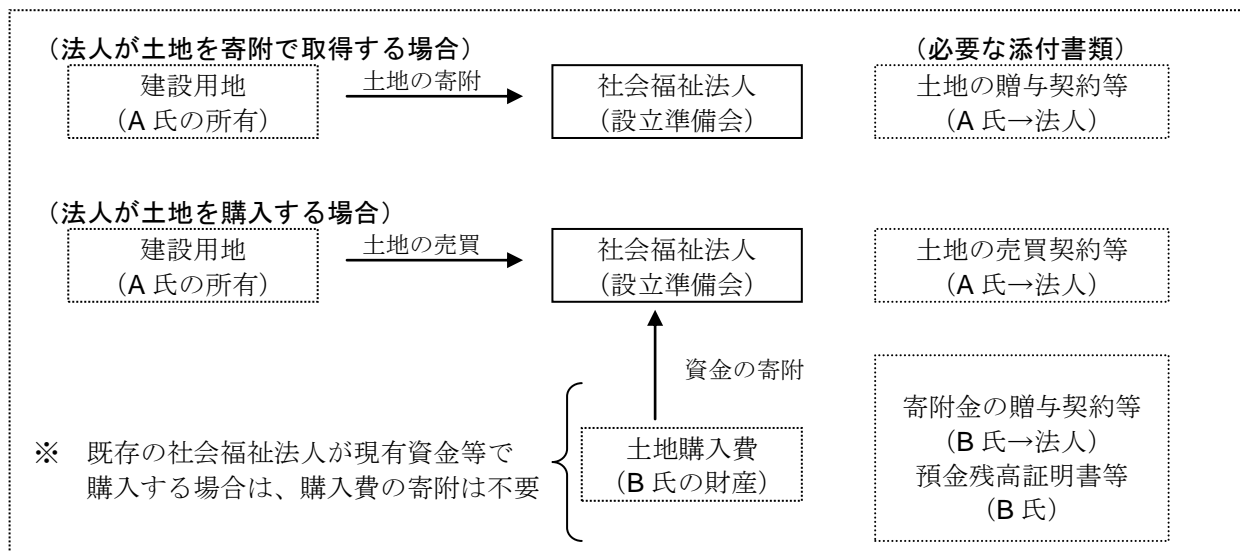 （法人が土地を寄附で取得する場合）
（必要な添付書類）
建設用地
（A 氏の所有）
土地の寄附
社会福祉法人
（設立準備会）
土地の贈与契約等
（A 氏→法人）
（法人が土地を購入する場合）
建設用地
（A 氏の所有）
土地の売買
社会福祉法人
（設立準備会）
土地の売買契約等
（A 氏→法人）
資金の寄附
※　既存の社会福祉法人が現有資金等で
購入する場合は、購入費の寄附は不要
土地購入費
（B 氏の財産）
寄附金の贈与契約等
（B 氏→法人）
預金残高証明書等
（B 氏）